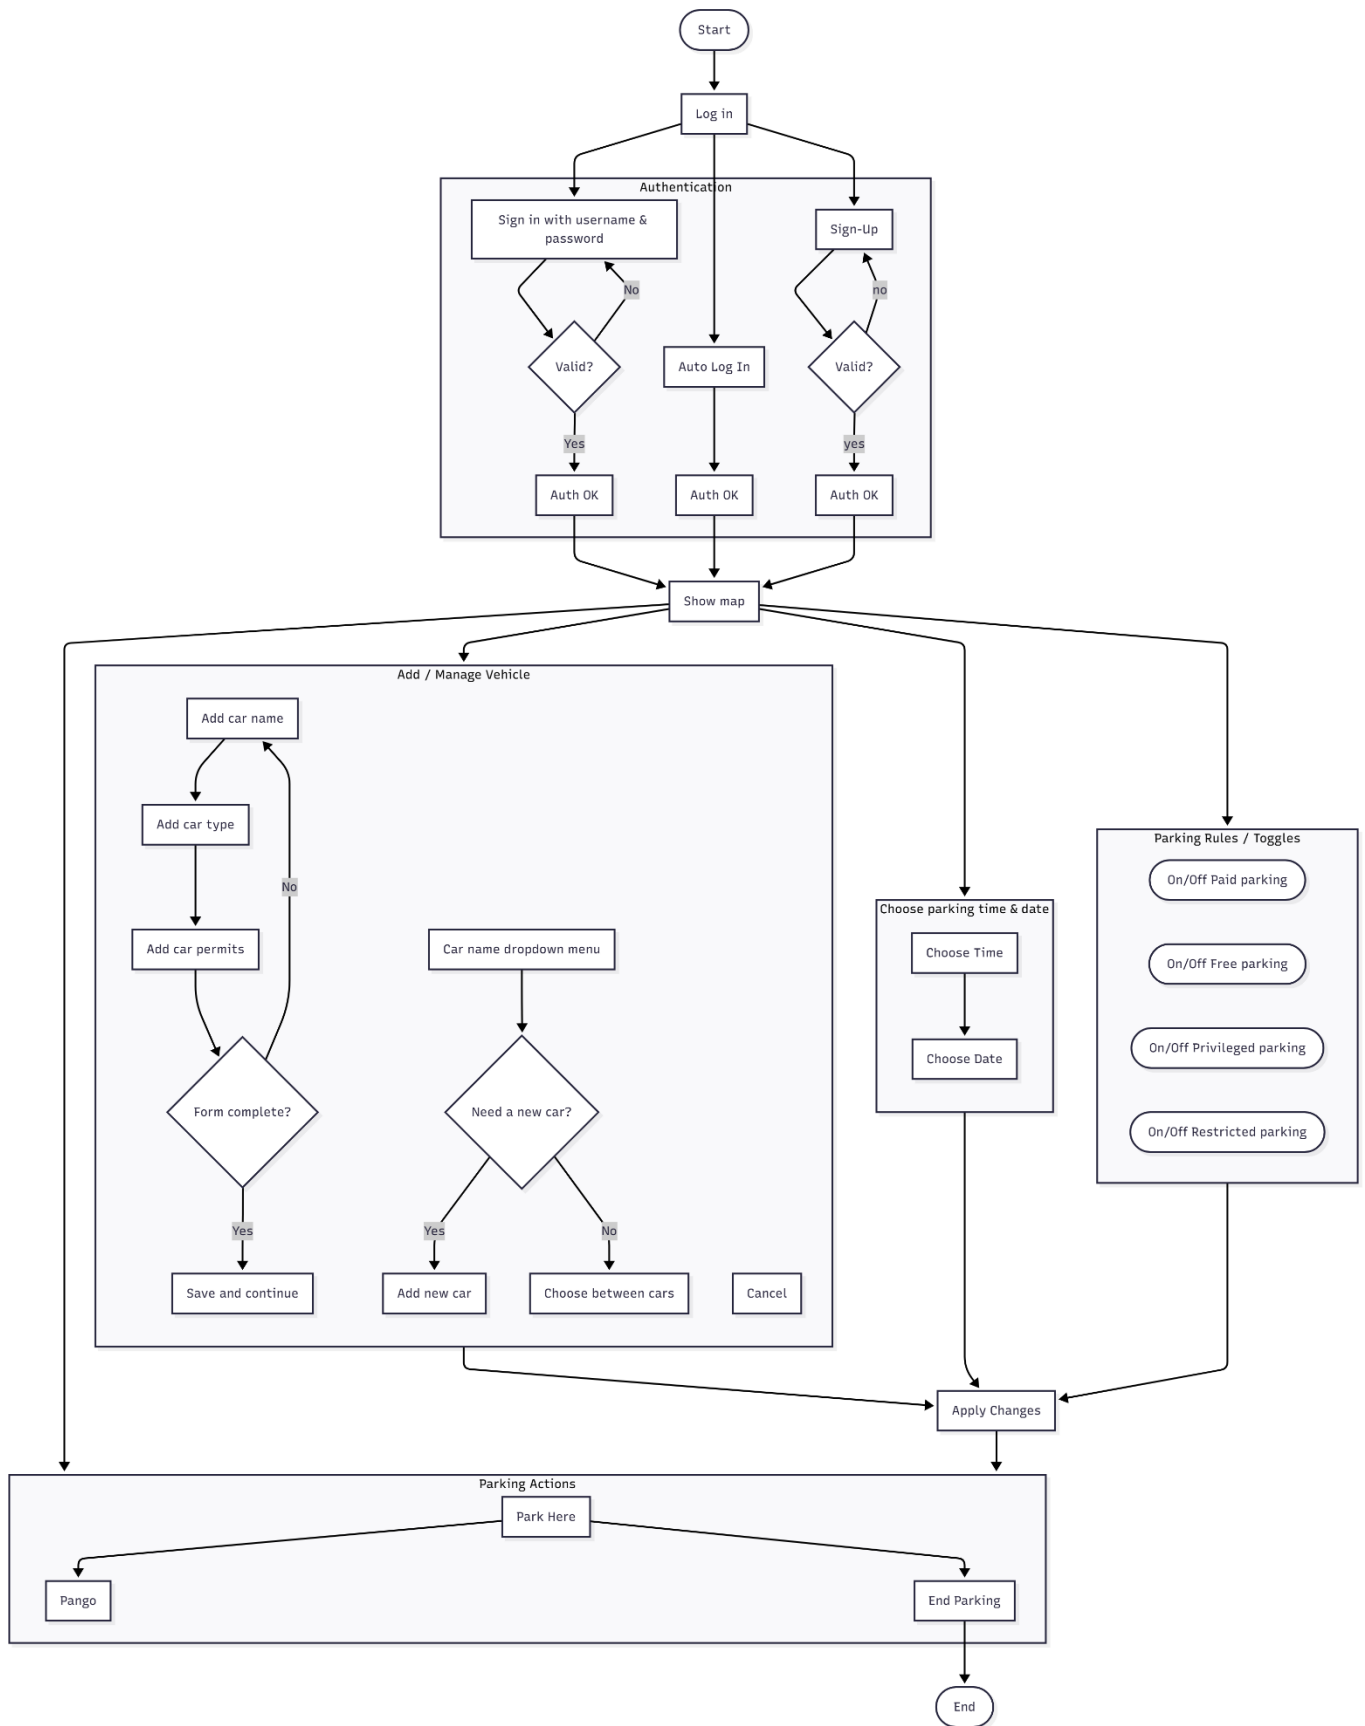 Start
Log in
Authentication
Sign in with username &
password
Sign-Up
No
no
Valid?
Auto Log In
Valid?
Yes
yes
Auth OK
Auth OK
Auth OK
Show map
Add / Manage Vehicle
Add car name
Add car type
No
Add car permits
Form complete?
Yes
Save and continue
Car name dropdown menu
Need a new car?
Yes
No
Add new car
Choose between cars
Cancel
Choose parking time & date
Choose Time
Choose Date
Parking Rules / Toggles
On/Off Paid parking
On/Off Free parking
On/Off Privileged parking
On/Off Restricted parking
Apply Changes
Parking Actions
Park Here
Pango
End Parking
End